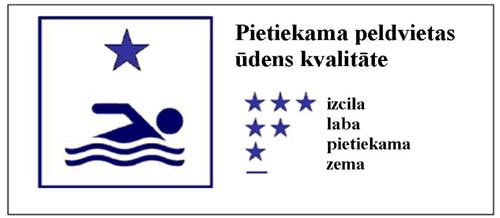 Pietiekama peldvietas
ūdens kvalitāte
izcila
laba
pietiekama
zema